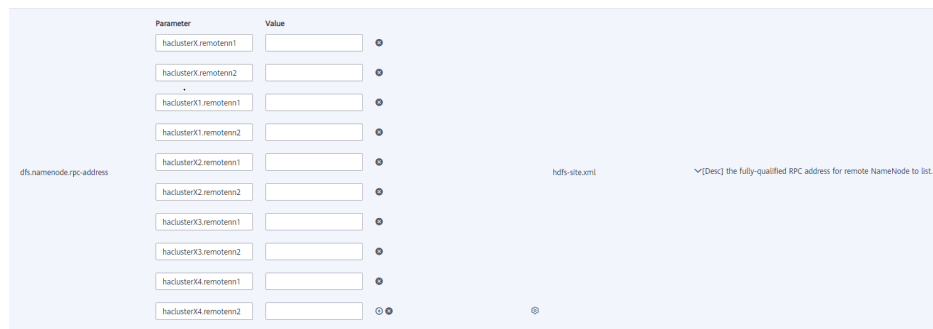 Parameter Value
haclusterX.remotenn1
haclusterX.remotenn2
haclusterX1.remotenn1
haclusterX1.remotenn2
haclusterX2.remotenn1
dfs.namenode.rpc-address hdfs-site.xml [Desc] the fully-qualified RPC address for remote NameNode to list.
haclusterX2.remotenn2
haclusterX3.remotenn1
haclusterX3.remotenn2
haclusterX4.remotenn1
haclusterX4.remotenn2